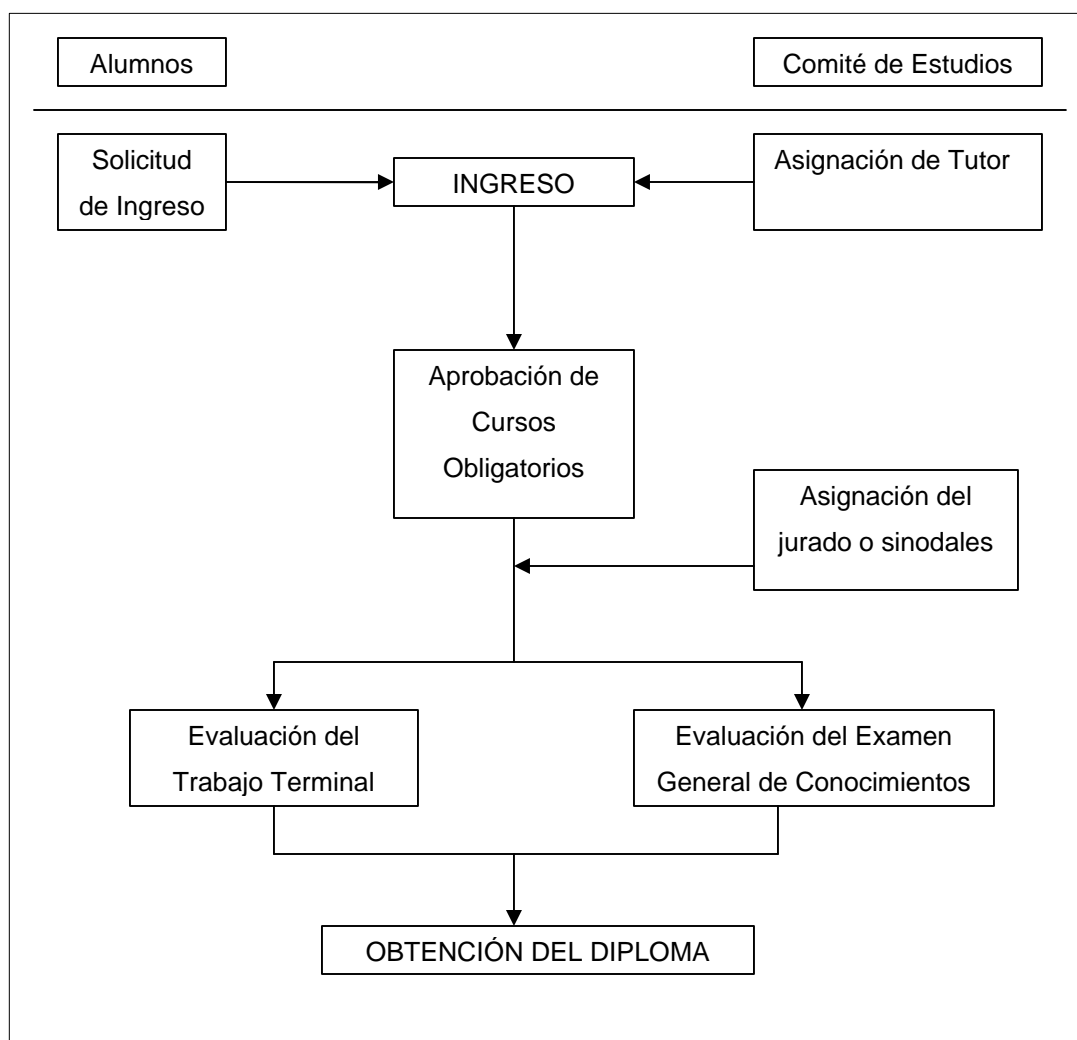 Alumnos
Comité de Estudios
Solicitud
de Ingreso
INGRESO
Asignación de Tutor
Aprobación de
Cursos
Obligatorios
Asignación del
jurado o sinodales
Evaluación del
Trabajo Terminal
Evaluación del Examen
General de Conocimientos
OBTENCIÓN DEL DIPLOMA